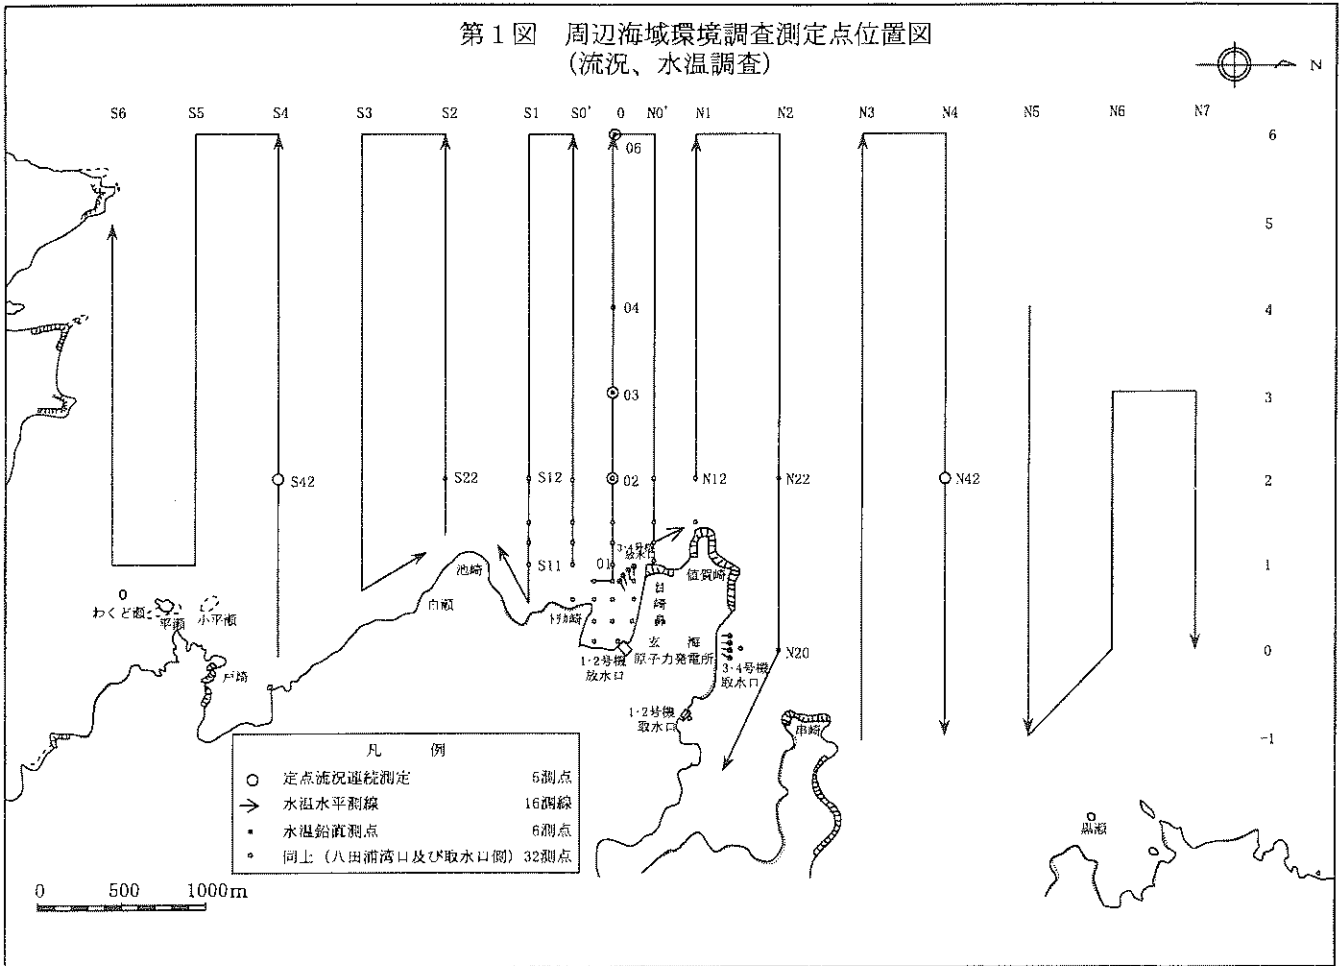 第1図 周辺海域環境調査測定点位置図
(流況、水温調査)
N
S6 S5 S4 S3 S2 S1 S0' 0 N0' N1 N2 N3 N4 N5 N6 N7
6
06
5
04
4
03
3
S42 S22 S12 02 N12 N22 N42
2
3・4号機
放水口
池崎 S11 01 値賀崎
1
わくど瀬 平瀬 小平瀬
白瀬
崎
鼻
戸崎
玄海
原子力発電所
1・2号機
放水口
3・4号機
取水口
N20
0
1・2号機
取水口
串崎
-1
黒瀬
凡例
定点流況連続測定 5測点
水温水平測線 16測線
水温鉛直測点 6測点
同上（八田浦湾口及び取水口側） 32測点
0 500 1000m